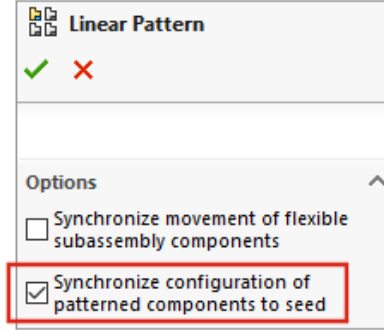 Linear Pattern
Options
Synchronize movement of flexible
subassembly components
Synchronize configuration of
patterned components to seed